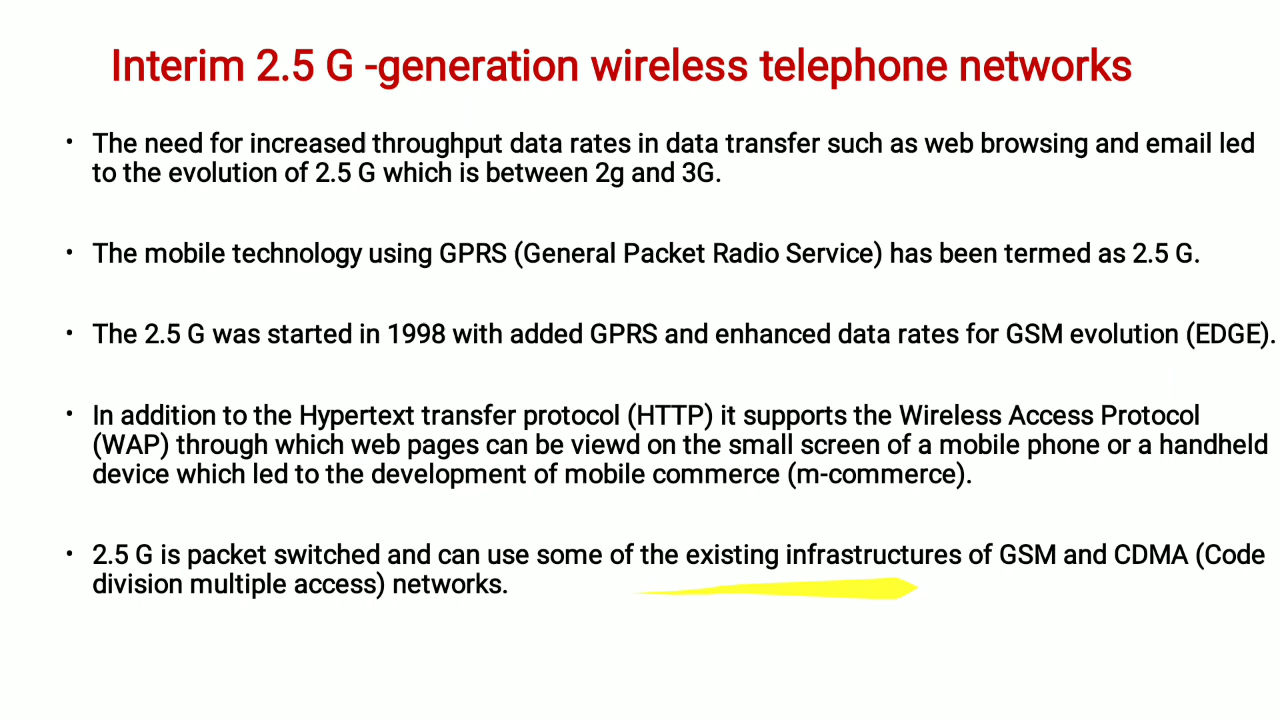 Interim 2.5 G -generation wireless telephone networks
• The need for increased throughput data rates in data transfer such as web browsing and email led
to the evolution of 2.5 G which is between 2g and 3G.
• The mobile technology using GPRS (General Packet Radio Service) has been termed as 2.5 G.
• The 2.5 G was started in 1998 with added GPRS and enhanced data rates for GSM evolution (EDGE).
• In addition to the Hypertext transfer protocol (HTTP) it supports the Wireless Access Protocol
(WAP) through which web pages can be viewd on the small screen of a mobile phone or a handheld
device which led to the development of mobile commerce (m-commerce).
• 2.5 G is packet switched and can use some of the existing infrastructures of GSM and CDMA (Code
division multiple access) networks.